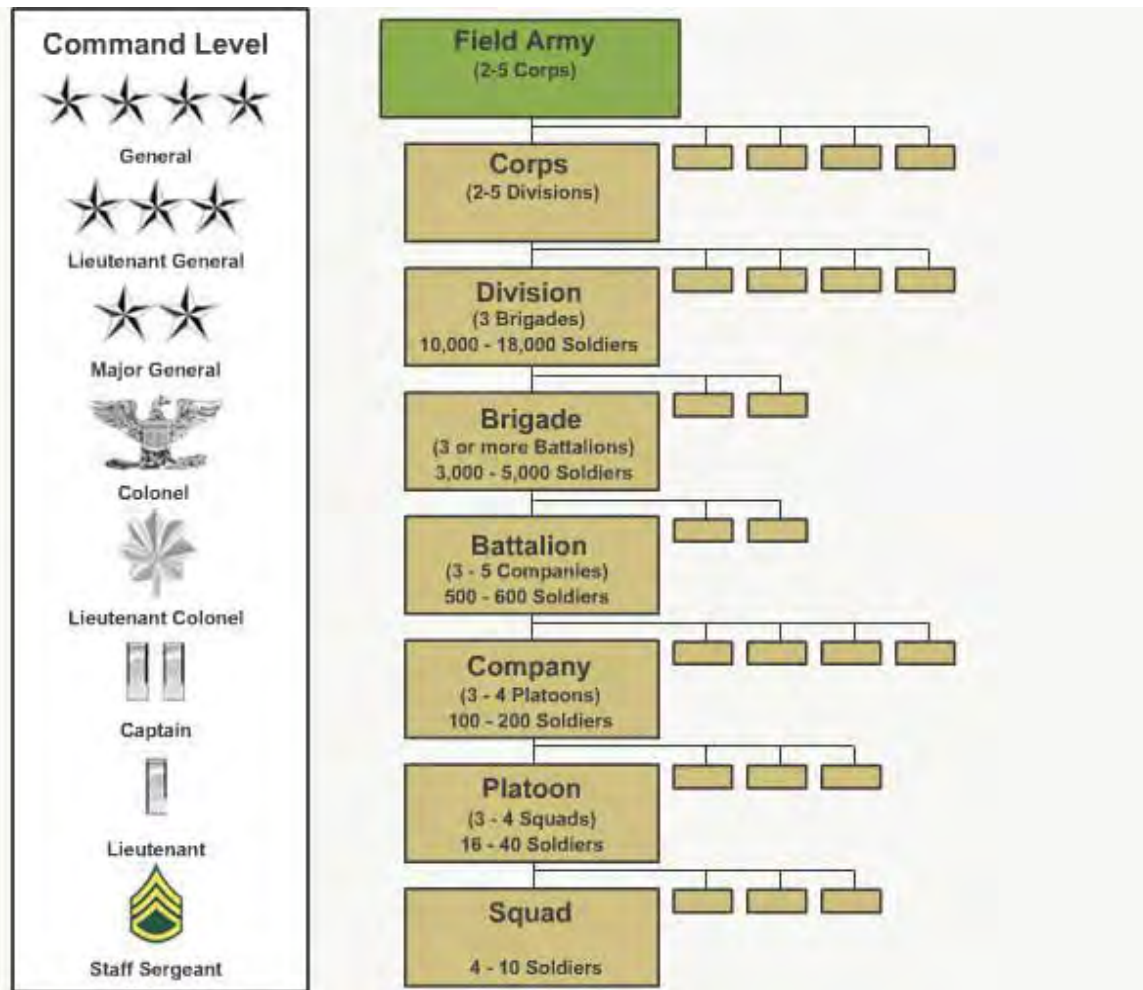 Command Level
General
Lieutenant General
Major General
Colonel
Lieutenant Colonel
Captain
Lieutenant
Staff Sergeant
Field Army
(2-5 Corps)
Corps
(2-5 Divisions)
Division
(3 Brigades)
10,000 - 18,000 Soldiers
Brigade
(3 or more Battalions)
3,000 - 5,000 Soldiers
Battalion
(3 - 5 Companies)
500 - 600 Soldiers
Company
(3 - 4 Platoons)
100 - 200 Soldiers
Platoon
(3 - 4 Squads)
16 - 40 Soldiers
Squad
4 - 10 Soldiers